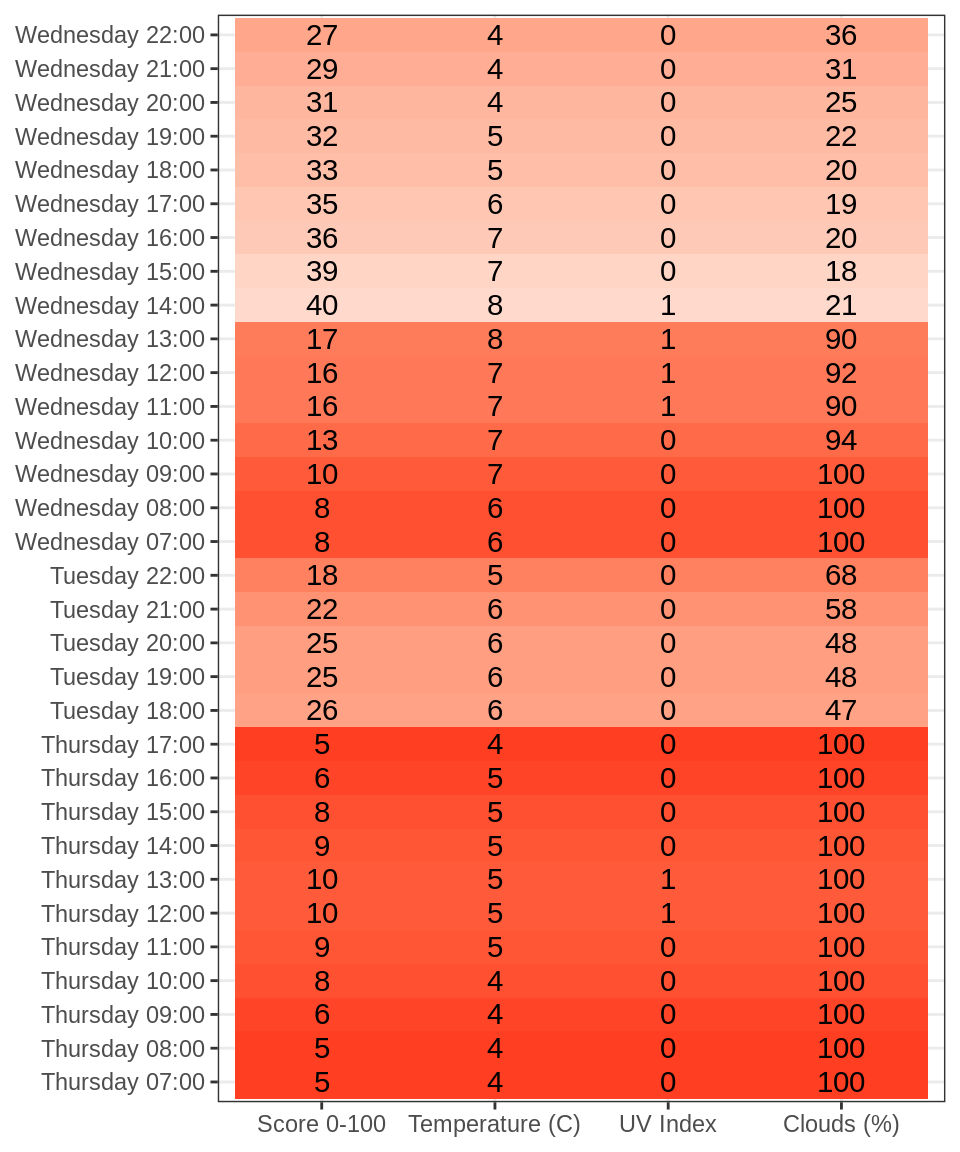 Wednesday 22:00 27 4 0 36
Wednesday 21:00 29 4 0 31
Wednesday 20:00 31 4 0 25
Wednesday 19:00 32 5 0 22
Wednesday 18:00 33 5 0 20
Wednesday 17:00 35 6 0 19
Wednesday 16:00 36 7 0 20
Wednesday 15:00 39 7 0 18
Wednesday 14:00 40 8 1 21
Wednesday 13:00 17 8 1 90
Wednesday 12:00 16 7 1 92
Wednesday 11:00 16 7 1 90
Wednesday 10:00 13 7 0 94
Wednesday 09:00 10 7 0 100
Wednesday 08:00 8 6 0 100
Wednesday 07:00 8 6 0 100
Tuesday 22:00 18 5 0 68
Tuesday 21:00 22 6 0 58
Tuesday 20:00 25 6 0 48
Tuesday 19:00 25 6 0 48
Tuesday 18:00 26 6 0 47
Thursday 17:00 5 4 0 100
Thursday 16:00 6 5 0 100
Thursday 15:00 8 5 0 100
Thursday 14:00 9 5 0 100
Thursday 13:00 10 5 1 100
Thursday 12:00 10 5 1 100
Thursday 11:00 9 5 0 100
Thursday 10:00 8 4 0 100
Thursday 09:00 6 4 0 100
Thursday 08:00 5 4 0 100
Thursday 07:00 5 4 0 100
Score 0-100 Temperature (C) UV Index Clouds (%)